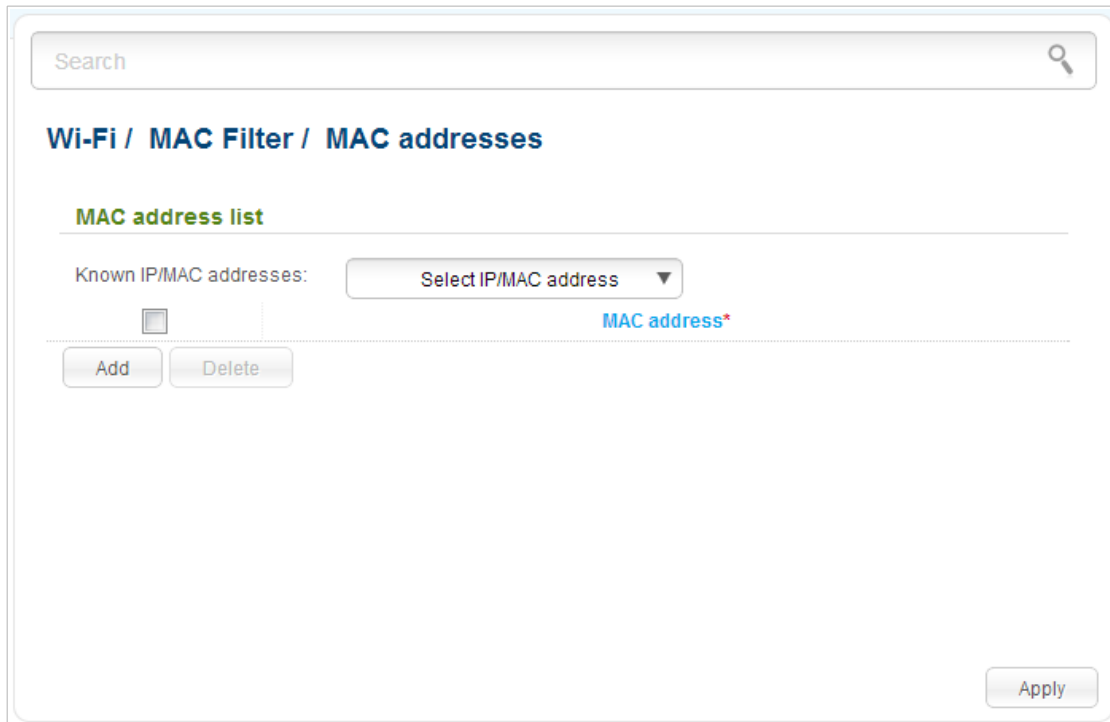 Search
Wi-Fi / MAC Filter / MAC addresses
MAC address list
Known IP/MAC addresses: Select IP/MAC address
MAC address*
Add Delete
Apply